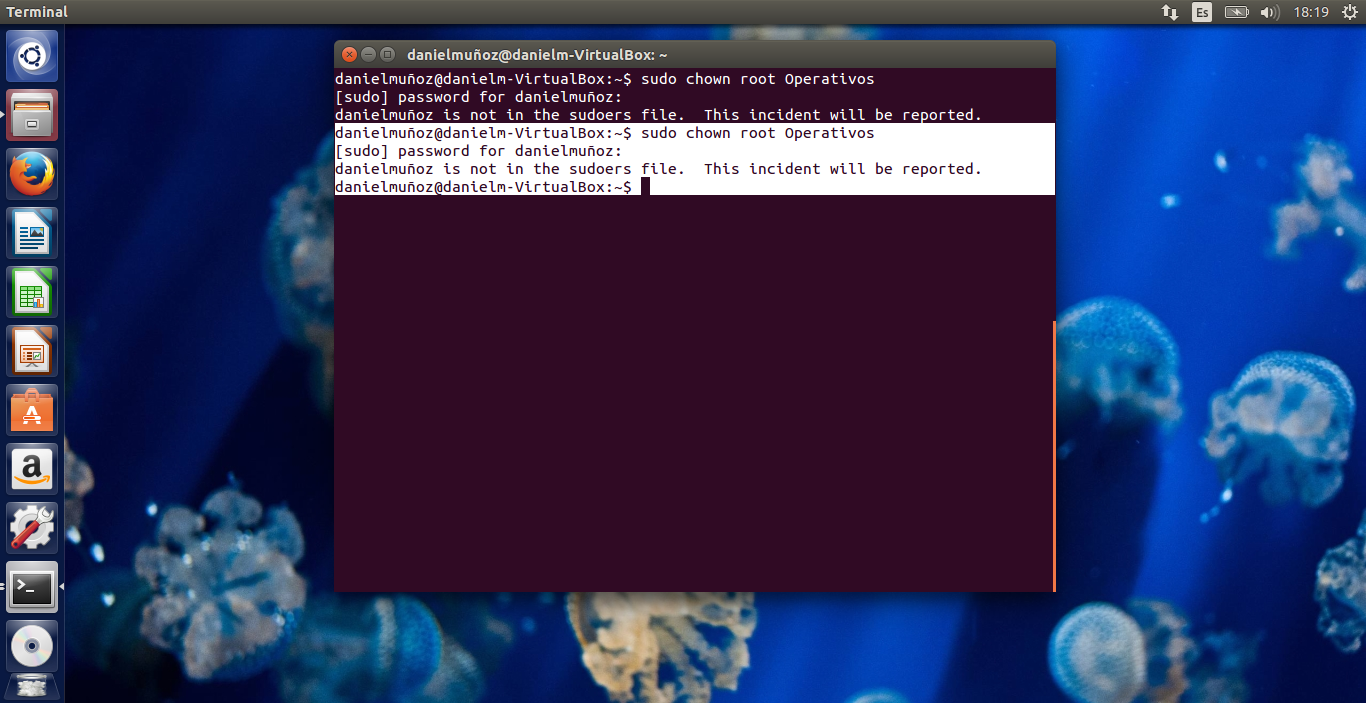 Terminal
Es
18:19
danielmuñoz@danielm-VirtualBox: ~
danielmuñoz@danielm-VirtualBox:~$ sudo chown root Operativos
[sudo] password for danielmuñoz:
danielmuñoz is not in the sudoers file.  This incident will be reported.
danielmuñoz@danielm-VirtualBox:~$ sudo chown root Operativos
[sudo] password for danielmuñoz:
danielmuñoz is not in the sudoers file.  This incident will be reported.
danielmuñoz@danielm-VirtualBox:~$
A
a
>_